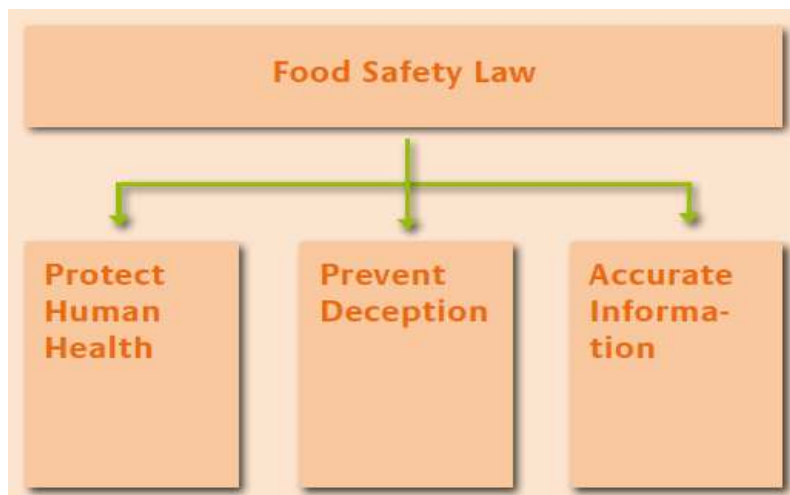 Food Safety Law
Protect
Human
Health
Prevent
Deception
Accurate
Informa-
tion